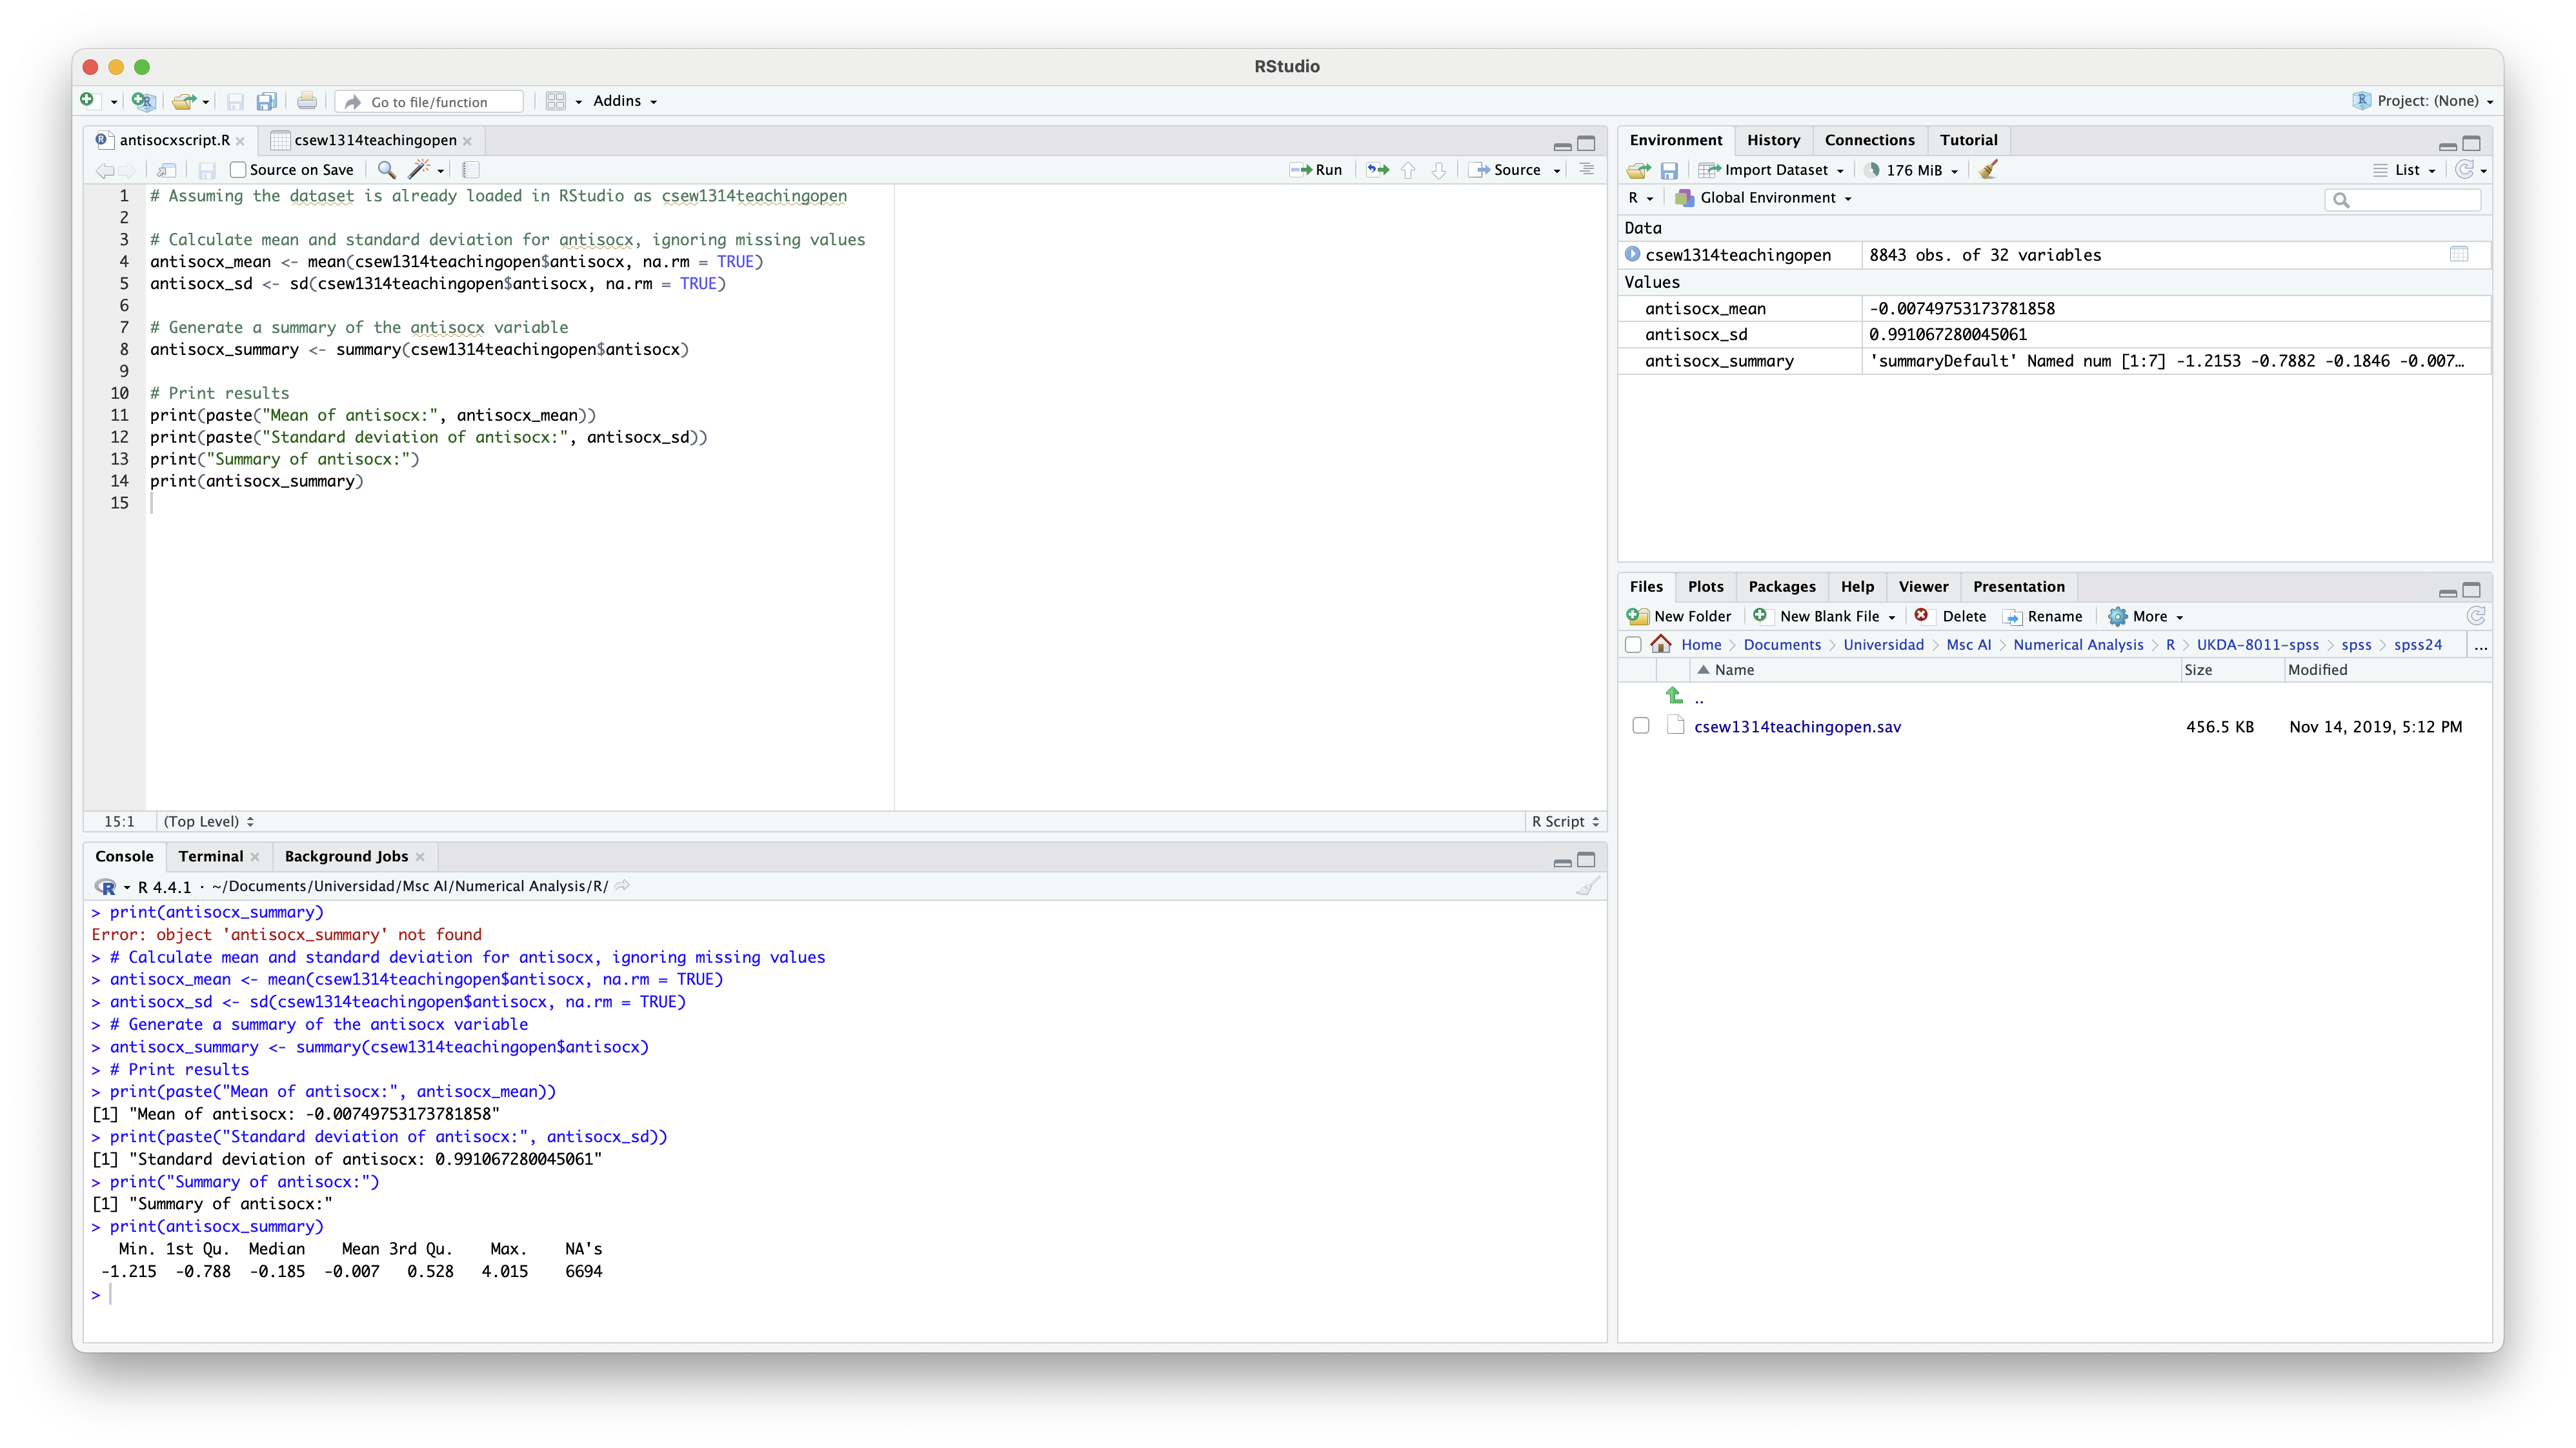 RStudio
Go to file/function
Addins
Project: (None)
antisocxscript.R
csew1314teachingopen
Source on Save
Run
Source
1 # Assuming the dataset is already loaded in RStudio as csew1314teachingopen
2
3 # Calculate mean and standard deviation for antisocx, ignoring missing values
4 antisocx_mean <- mean(csew1314teachingopen$antisocx, na.rm = TRUE)
5 antisocx_sd <- sd(csew1314teachingopen$antisocx, na.rm = TRUE)
6
7 # Generate a summary of the antisocx variable
8 antisocx_summary <- summary(csew1314teachingopen$antisocx)
9
10 # Print results
11 print(paste("Mean of antisocx:", antisocx_mean))
12 print(paste("Standard deviation of antisocx:", antisocx_sd))
13 print("Summary of antisocx:")
14 print(antisocx_summary)
15
15:1 (Top Level) R Script
Console Terminal Background Jobs
R 4.4.1 · ~/Documents/Universidad/Msc AI/Numerical Analysis/R/
> print(antisocx_summary)
Error: object 'antisocx_summary' not found
> # Calculate mean and standard deviation for antisocx, ignoring missing values
> antisocx_mean <- mean(csew1314teachingopen$antisocx, na.rm = TRUE)
> antisocx_sd <- sd(csew1314teachingopen$antisocx, na.rm = TRUE)
> # Generate a summary of the antisocx variable
> antisocx_summary <- summary(csew1314teachingopen$antisocx)
> # Print results
> print(paste("Mean of antisocx:", antisocx_mean))
[1] "Mean of antisocx: -0.00749753173781858"
> print(paste("Standard deviation of antisocx:", antisocx_sd))
[1] "Standard deviation of antisocx: 0.991067280045061"
> print("Summary of antisocx:")
[1] "Summary of antisocx:"
> print(antisocx_summary)
Min. 1st Qu. Median Mean 3rd Qu. Max. NA's
-1.215 -0.788 -0.185 -0.007 0.528 4.015 6694
>
Environment History Connections Tutorial
Import Dataset 176 MiB List
R Global Environment
Data
csew1314teachingopen 8843 obs. of 32 variables
Values
antisocx_mean -0.00749753173781858
antisocx_sd 0.991067280045061
antisocx_summary 'summaryDefault' Named num [1:7] -1.2153 -0.7882 -0.1846 -0.007…
Files Plots Packages Help Viewer Presentation
New Folder New Blank File Delete Rename More
Home Documents Universidad Msc AI Numerical Analysis R UKDA-8011-spss spss spss24 ...
Name Size Modified
..
csew1314teachingopen.sav 456.5 KB Nov 14, 2019, 5:12 PM